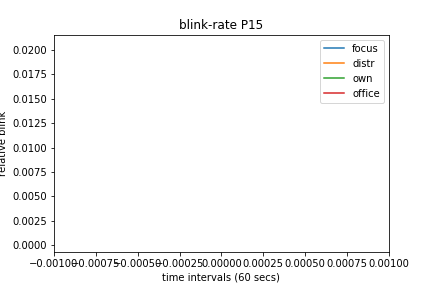 blink-rate P15
0.0200
0.0175
0.0150
0.0125
0.0100
0.0075
0.0050
0.0025
0.0000
relative blink
focus
distr
own
office
−0.00100 −0.00075 −0.00050 −0.00025 0.00000 0.00025 0.00050 0.00075 0.00100
time intervals (60 secs)